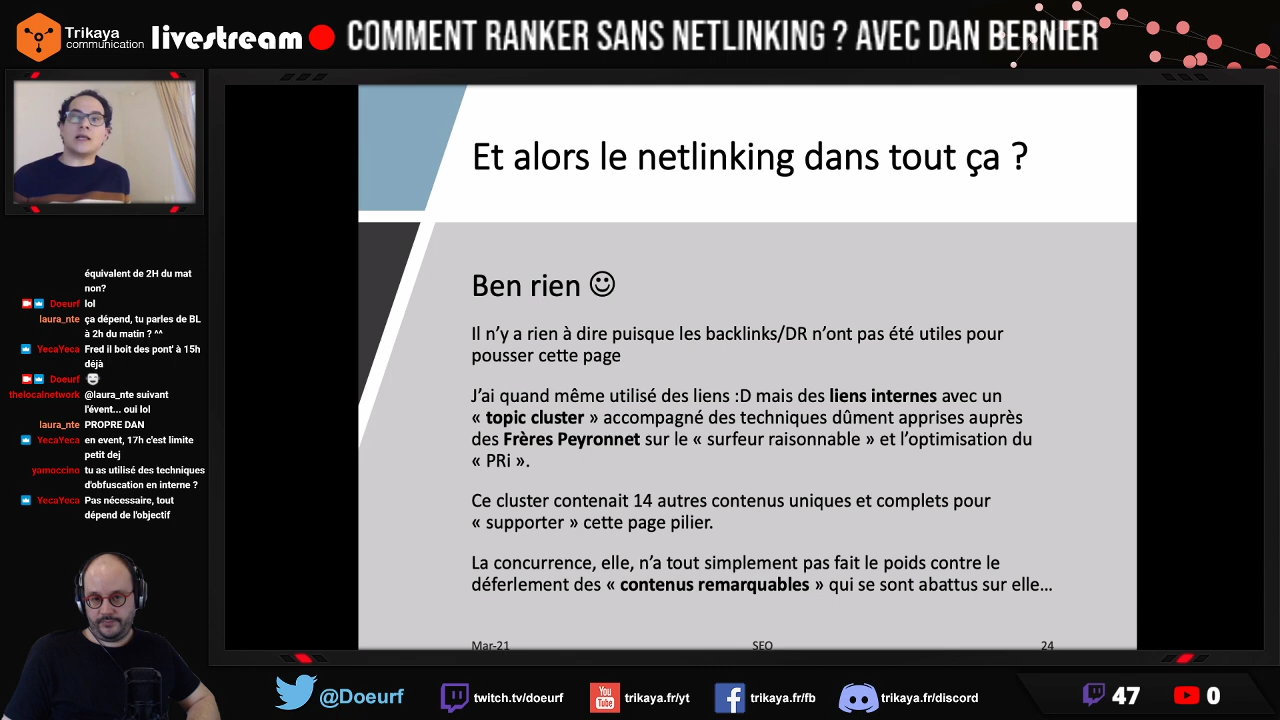 Trikaya
communication
livestream
COMMENT RANKER SANS NETLINKING ? AVEC DAN BERNIER
Et alors le netlinking dans tout ça ?
Ben rien ☺
Il n’y a rien à dire puisque les backlinks/DR n’ont pas été utiles pour
pousser cette page
J’ai quand même utilisé des liens :D mais des liens internes avec un
« topic cluster » accompagné des techniques dûment apprises auprès
des Frères Peyronnet sur le « surfeur raisonnable » et l’optimisation du
« PRi ».
Ce cluster contenait 14 autres contenus uniques et complets pour
« supporter » cette page pilier.
La concurrence, elle, n’a tout simplement pas fait le poids contre le
déferlement des « contenus remarquables » qui se sont abattus sur elle…
Mar-21
SEO
24
équivalent de 2H du mat
non?
Doeurf lol
laura_nte ça dépend, tu parles de BL
à 2h du matin ? ^^
YecaYeca Fred il boit des pont' à 15h
déjà
Doeurf
thelocalnetwork @laura_nte suivant
l'évent... oui lol
laura_nte PROPRE DAN
YecaYeca en event, 17h c'est limite
petit dej
yamoccino tu as utilisé des techniques
d'obfuscation en interne ?
YecaYeca Pas nécessaire, tout
dépend de l'objectif
@Doeurf
twitch.tv/doeurf
You
Tube
trikaya.fr/yt
trikaya.fr/fb
trikaya.fr/discord
47
0